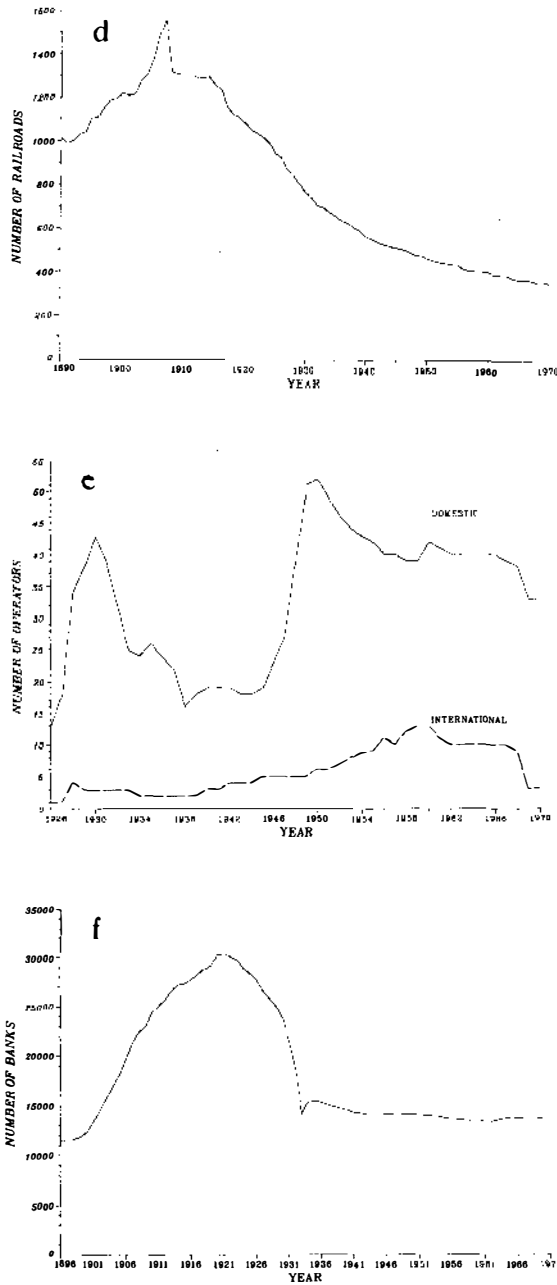 d
NUMBER OF RAILROADS
1600
1400
1200
1000
800
600
400
200
0
1890 1900 1910 1920 1930 1940 1950 1960 1970
YEAR
e
NUMBER OF OPERATORS
55
50
45
40
35
30
25
20
15
10
5
0
DOMESTIC
INTERNATIONAL
1926 1930 1934 1938 1942 1946 1950 1954 1958 1962 1966 1970
YEAR
f
NUMBER OF BANKS
35000
30000
25000
20000
15000
10000
5000
0
1896 1901 1906 1911 1916 1921 1926 1931 1936 1941 1946 1951 1956 1961 1966 1971
YEAR